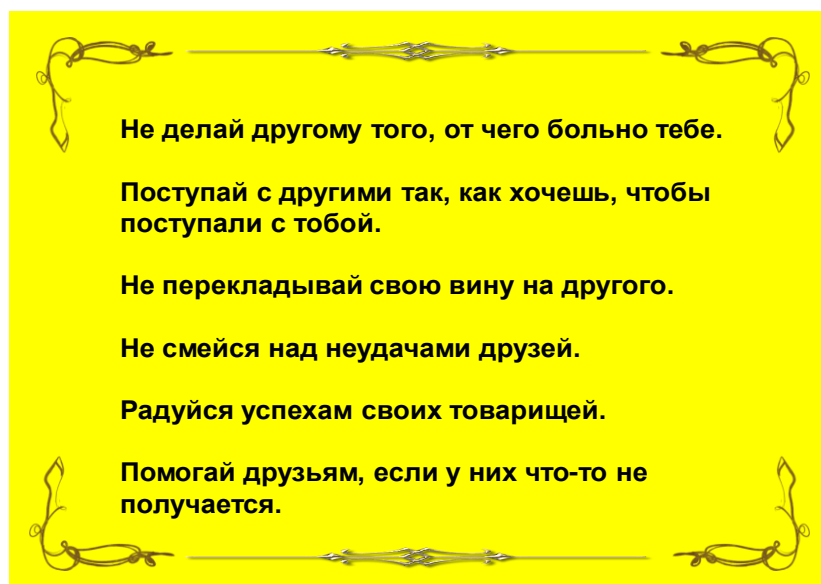 Не делай другому того, от чего больно тебе.
Поступай с другими так, как хочешь, чтобы
поступали с тобой.
Не перекладывай свою вину на другого.
Не смейся над неудачами друзей.
Радуйся успехам своих товарищей.
Помогай друзьям, если у них что-то не
получается.